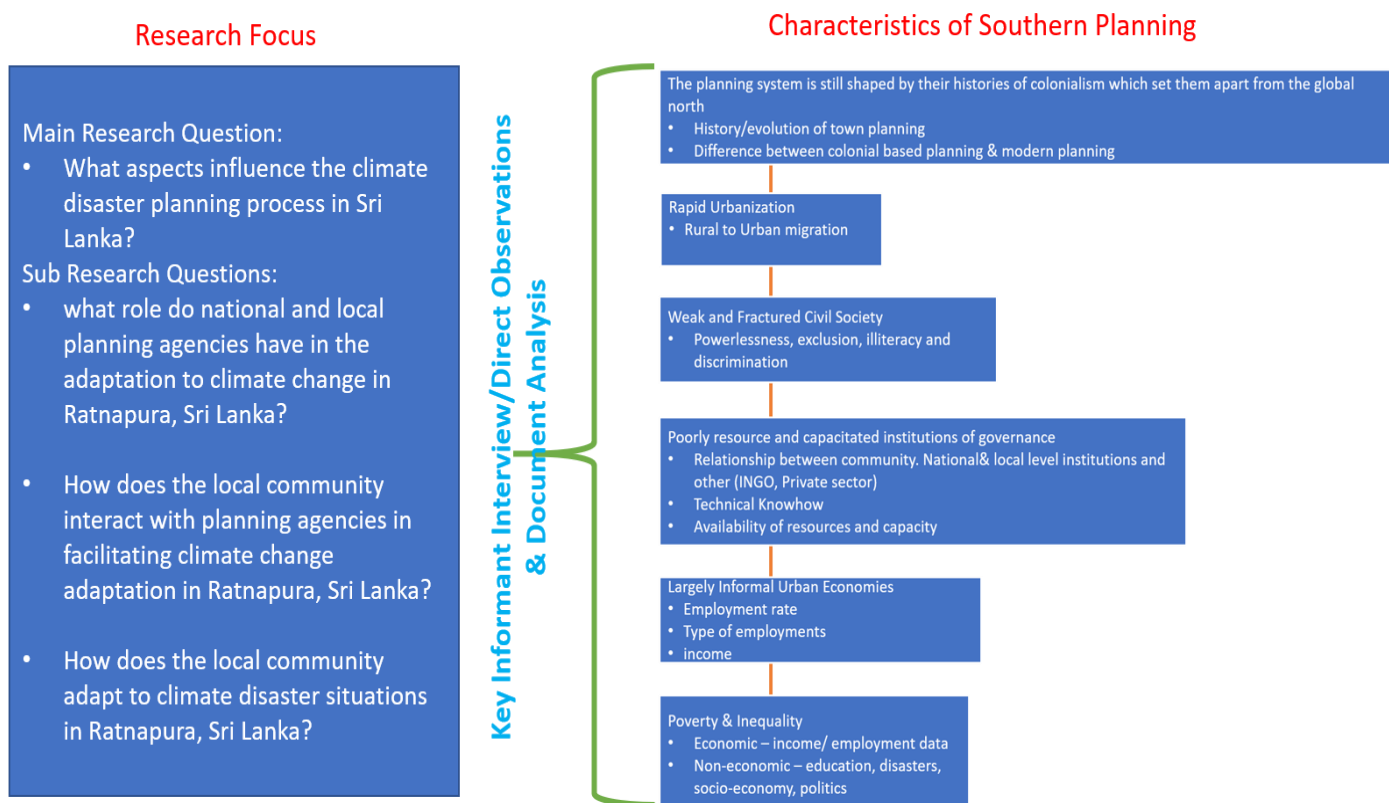 Research Focus
Main Research Question:
• What aspects influence the climate
disaster planning process in Sri
Lanka?
Sub Research Questions:
• what role do national and local
planning agencies have in the
adaptation to climate change in
Ratnapura, Sri Lanka?
• How does the local community
interact with planning agencies in
facilitating climate change
adaptation in Ratnapura, Sri Lanka?
• How does the local community
adapt to climate disaster situations
in Ratnapura, Sri Lanka?
Key Informant Interview/Direct Observations
& Document Analysis
Characteristics of Southern Planning
The planning system is still shaped by their histories of colonialism which set them apart from the global
north
• History/evolution of town planning
• Difference between colonial based planning & modern planning
Rapid Urbanization
• Rural to Urban migration
Weak and Fractured Civil Society
• Powerlessness, exclusion, illiteracy and
discrimination
Poorly resource and capacitated institutions of governance
• Relationship between community. National& local level institutions and
other (INGO, Private sector)
• Technical Knowhow
• Availability of resources and capacity
Largely Informal Urban Economies
• Employment rate
• Type of employments
• income
Poverty & Inequality
• Economic – income/ employment data
• Non-economic – education, disasters,
socio-economy, politics